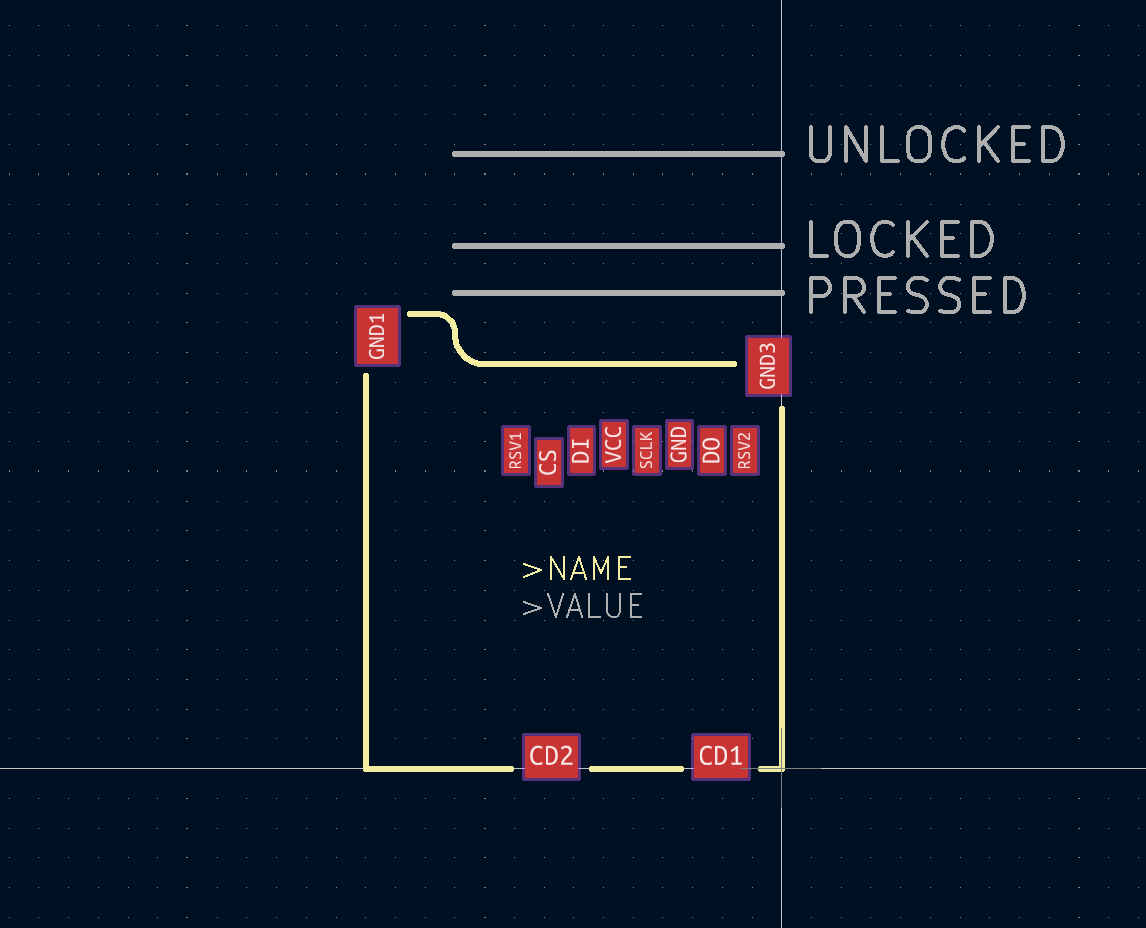 UNLOCKED
LOCKED
PRESSED
GND1
GND3
RSV1 CS DI VCC SCLK GND DO RSV2
>NAME
>VALUE
CD2 CD1